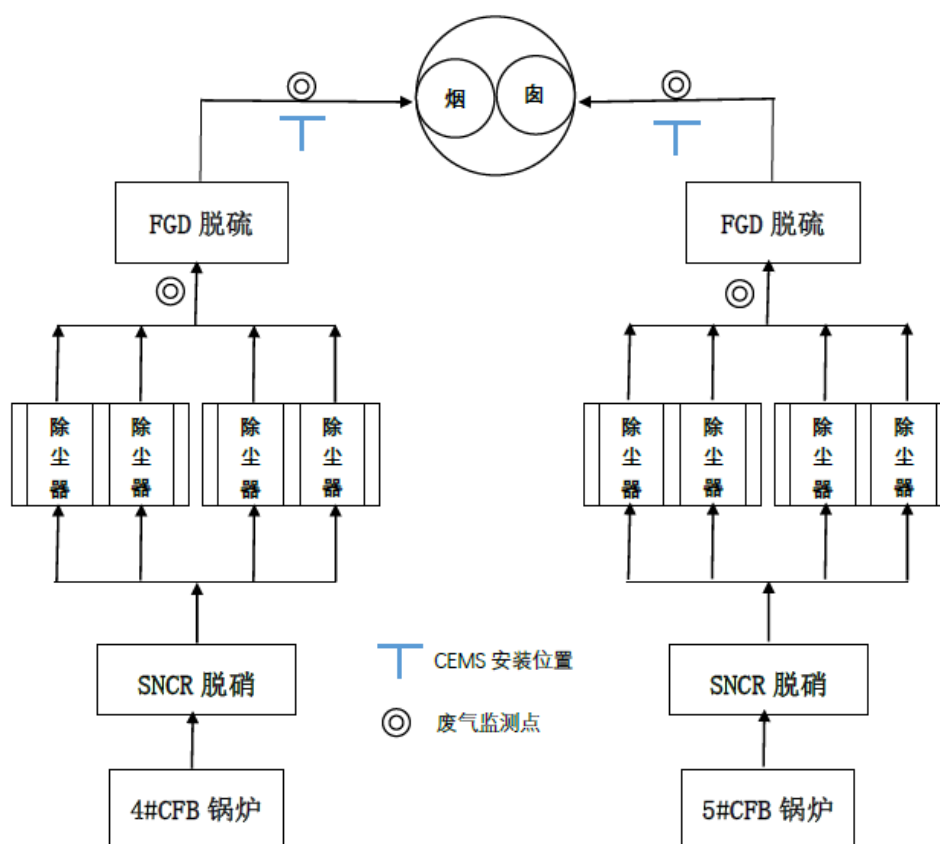 烟 囱
FGD 脱硫
FGD 脱硫
除尘器
除尘器
除尘器
除尘器
除尘器
除尘器
除尘器
除尘器
SNCR 脱硝
CEMS 安装位置
SNCR 脱硝
废气监测点
4#CFB 锅炉
5#CFB 锅炉